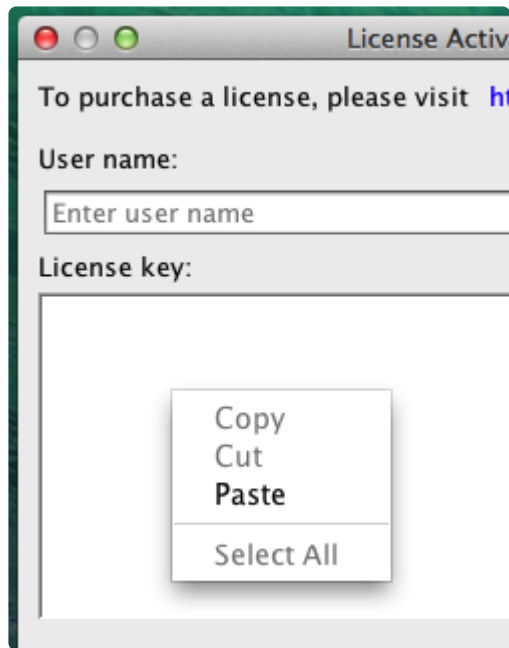 License Activ
To purchase a license, please visit ht
User name:
Enter user name
License key:
Copy
Cut
Paste
Select All